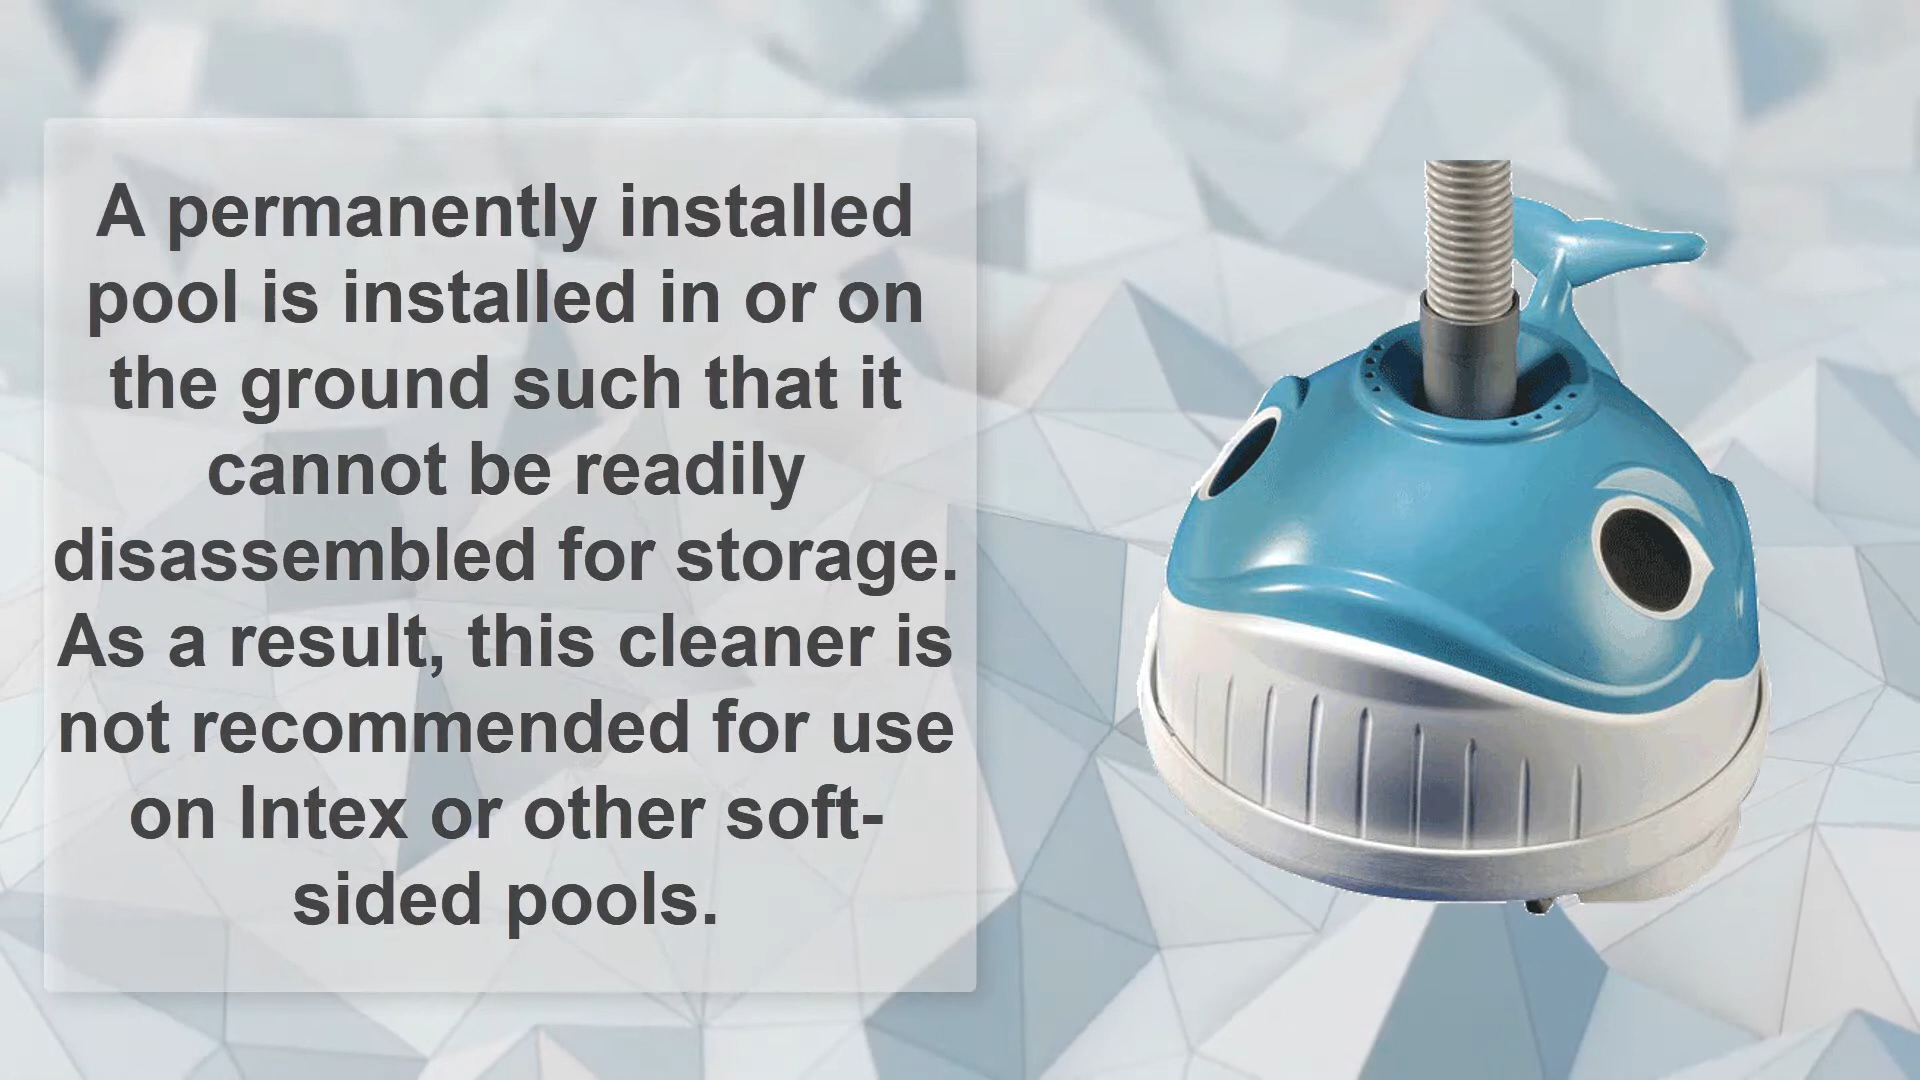 A permanently installed
pool is installed in or on
the ground such that it
cannot be readily
disassembled for storage.
As a result, this cleaner is
not recommended for use
on Intex or other soft-
sided pools.